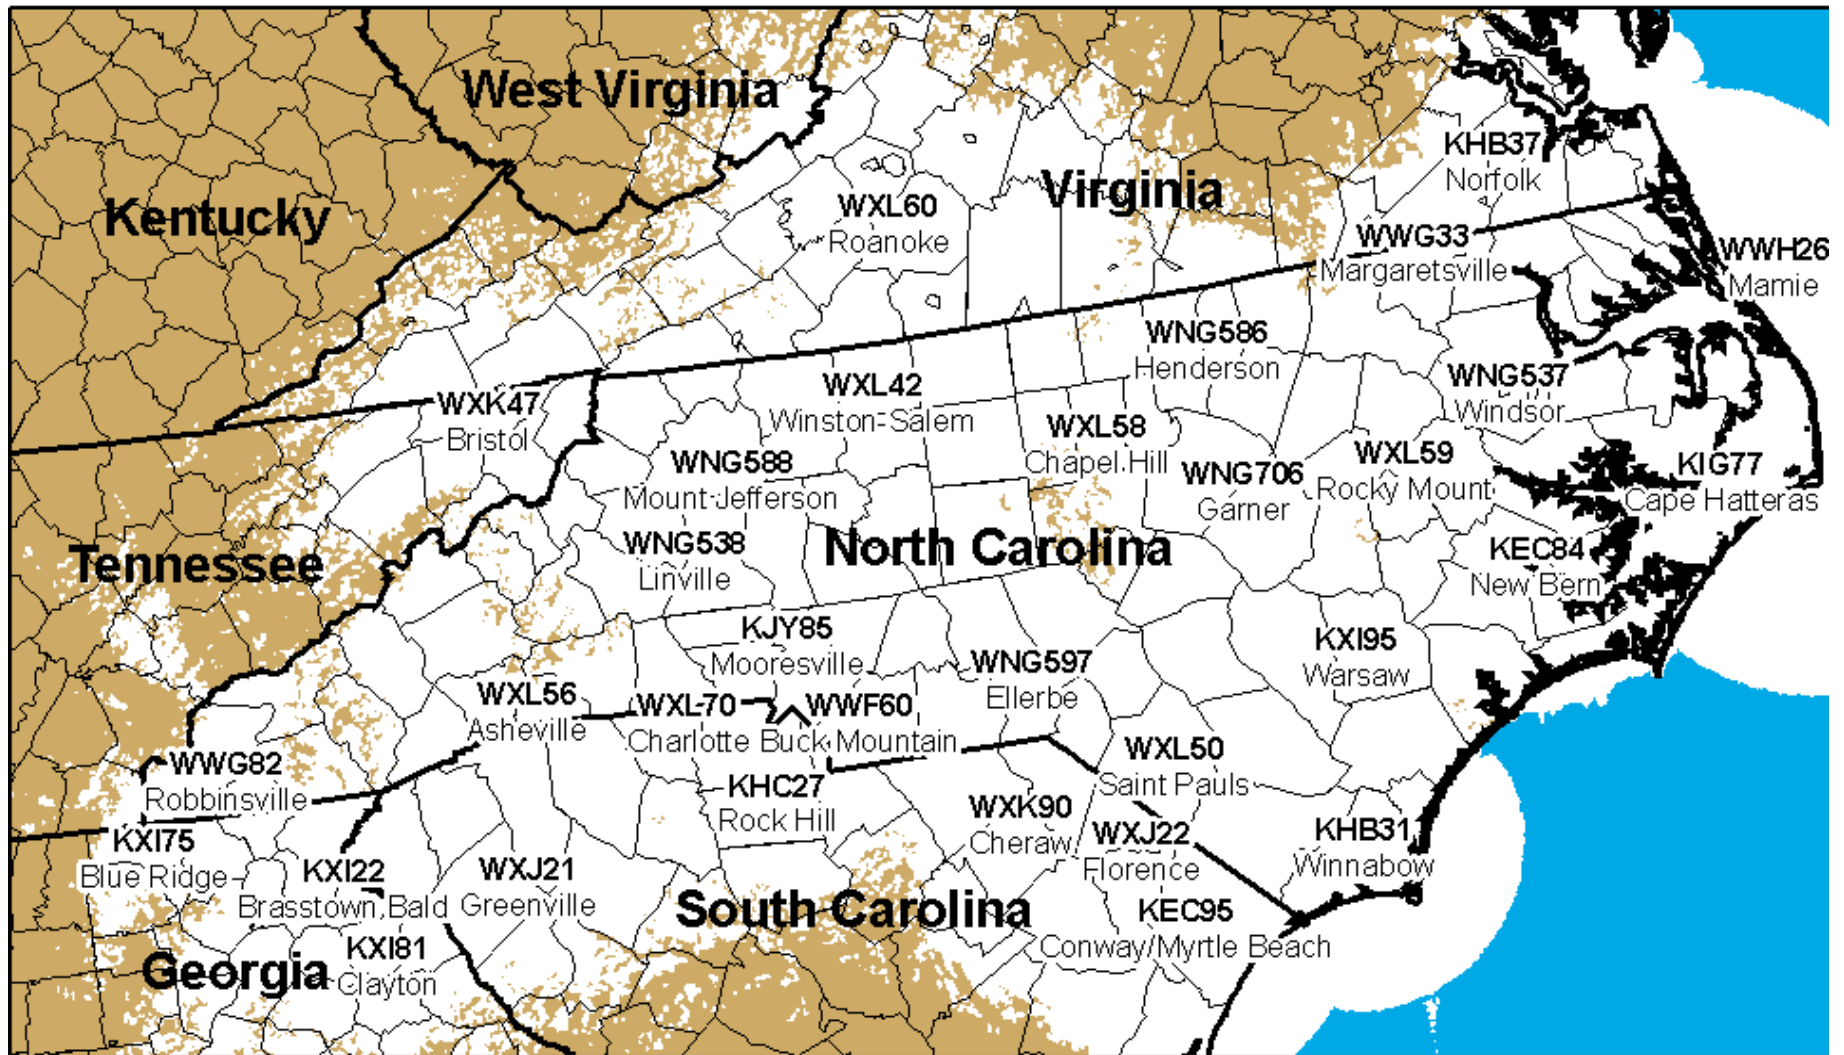 West Virginia
KHB37
Norfolk
Kentucky
WXL60
Roanoke
Virginia
WWG33
Margaretsville
WWH26
Mamie
WNG586
Henderson
WXK47
Bristol
WXL42
Winston-Salem
WNG537
Windsor
WXL58
Chapel Hill
WNG588
Mount Jefferson
WNG706
Garner
WXL59
Rocky Mount
KIG77
Cape Hatteras
Tennessee
WNG538
Linville
North Carolina
KEC84
New Bern
KJY85
Mooresville
WNG597
Ellerbe
KXI95
Warsaw
WXL56
Asheville
WXL-70 WWF60
Charlotte Buck Mountain
WWG82
Robbinsville
WXL50
Saint Pauls
KHC27
Rock Hill
WXK90
Cheraw
WXJ22
Florence
KHB31
Winnabow
KXI75
Blue Ridge
KXI22
Brasstown Bald
WXJ21
Greenville
South Carolina
KEC95
Conway/Myrtle Beach
Georgia
KXI81
Clayton